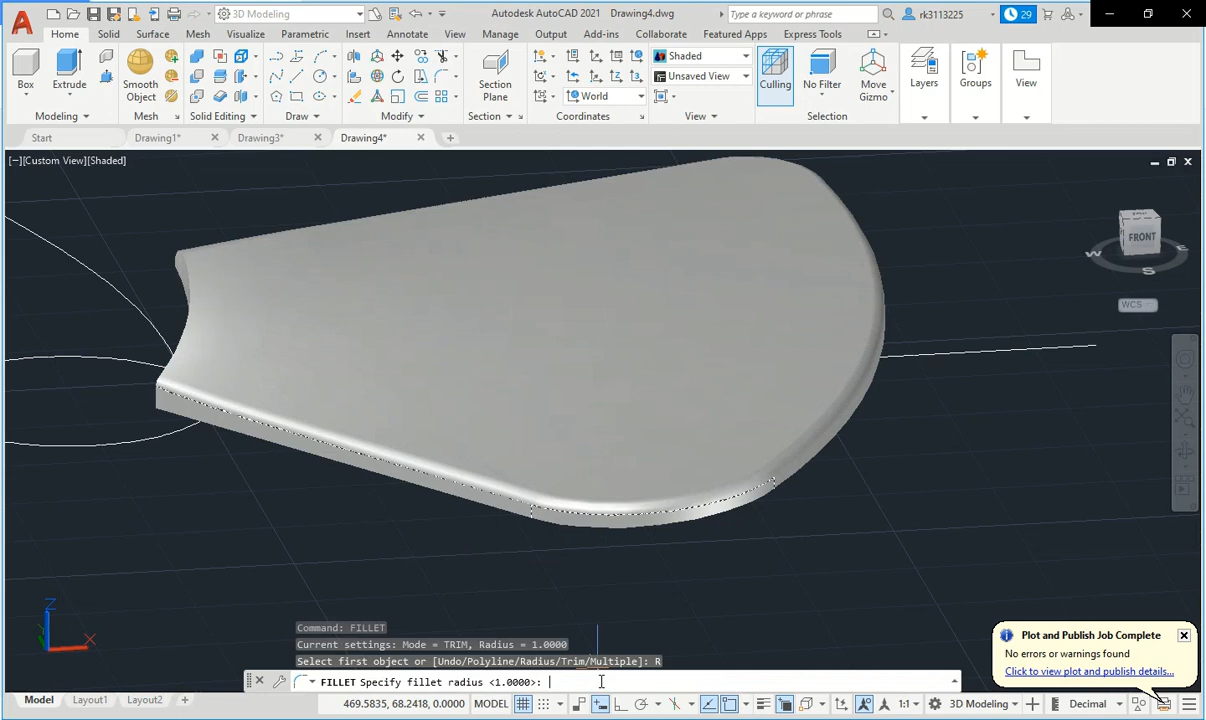 3D Modeling
Autodesk AutoCAD 2021 Drawing4.dwg
Type a keyword or phrase
rk3113225
29
Home Solid Surface Mesh Visualize Parametric Insert Annotate View Manage Output Add-ins Collaborate Featured Apps Express Tools
Box
Extrude
Smooth
Object
Section
Plane
Shaded
Unsaved View
World
Culling
No Filter
Move
Gizmo
Layers
Groups
View
Modeling
Mesh
Solid Editing
Draw
Modify
Section
Coordinates
View
Selection
Start
Drawing1*
Drawing3*
Drawing4*
[−][Custom View][Shaded]
FRONT
W
S
E
WCS
Z
X
Y
Command: FILLET
Current settings: Mode = TRIM, Radius = 1.0000
Select first object or [Undo/Polyline/Radius/Trim/Multiple]: R
FILLET Specify fillet radius <1.0000>:
Plot and Publish Job Complete
No errors or warnings found
Click to view plot and publish details...
Model Layout1 Layout2
469.5835, 68.2418, 0.0000 MODEL
1:1
3D Modeling
Decimal